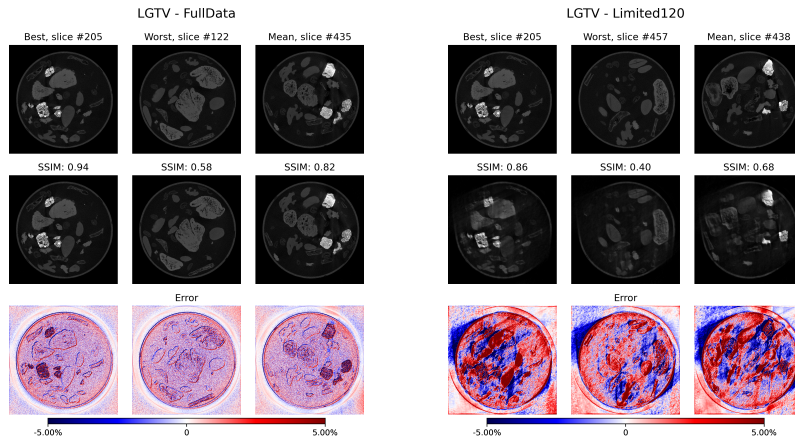 LGTV - FullData
Best, slice #205
Worst, slice #122
Mean, slice #435
SSIM: 0.94
SSIM: 0.58
SSIM: 0.82
Error
-5.00%
0
5.00%
LGTV - Limited120
Best, slice #205
Worst, slice #457
Mean, slice #438
SSIM: 0.86
SSIM: 0.40
SSIM: 0.68
Error
-5.00%
0
5.00%